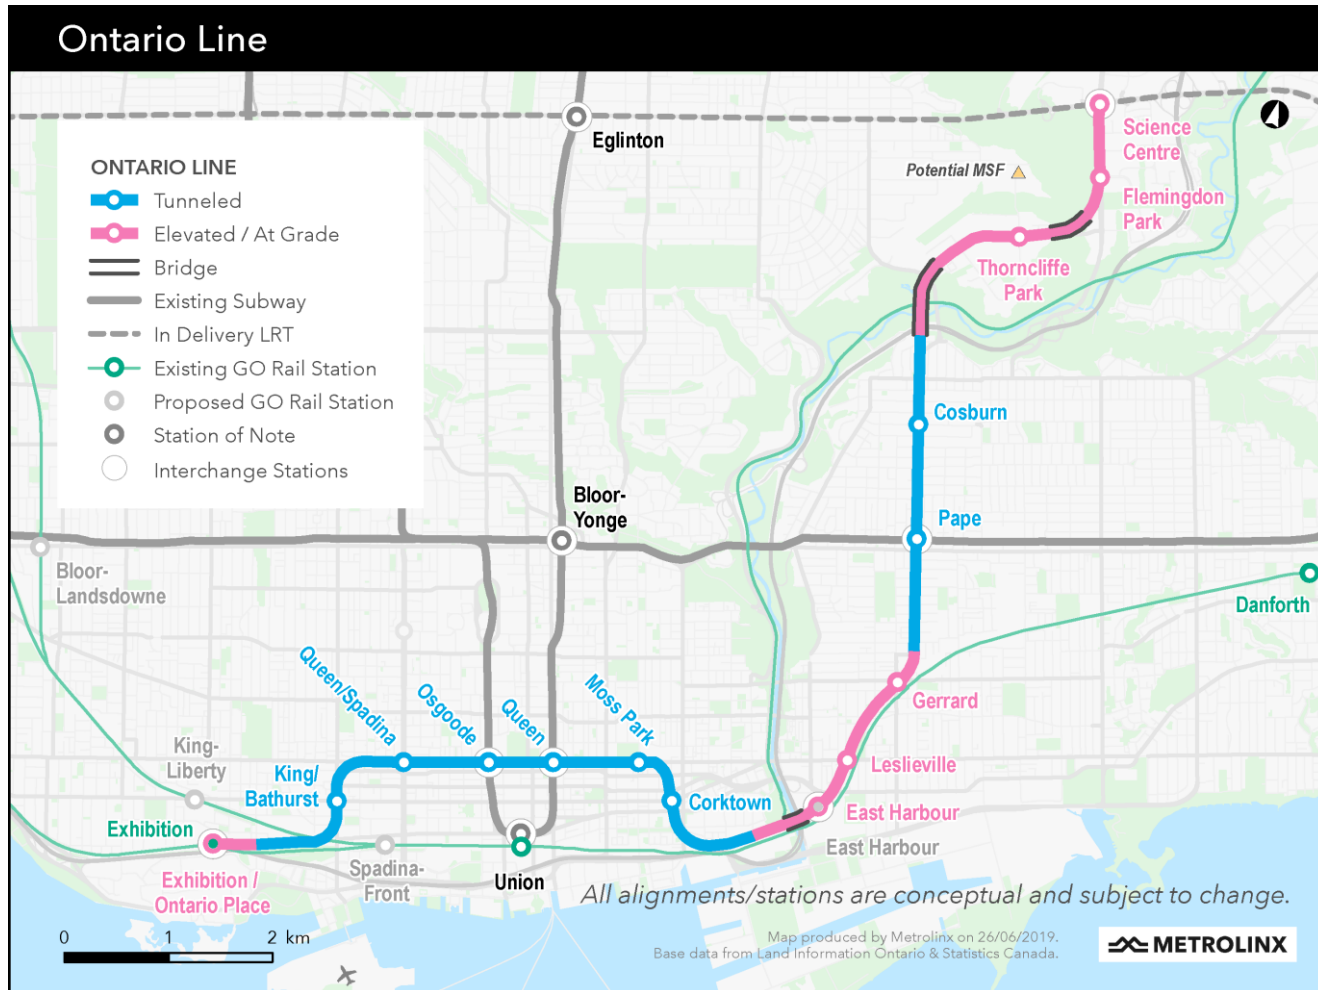 Ontario Line
ONTARIO LINE
Tunneled
Elevated / At Grade
Bridge
Existing Subway
In Delivery LRT
Existing GO Rail Station
Proposed GO Rail Station
Station of Note
Interchange Stations
Eglinton
Science
Centre
Potential MSF
Flemingdon
Park
Thorncliffe
Park
Cosburn
Bloor-
Yonge
Pape
Bloor-
Landsdowne
Danforth
Queen/Spadina
Osgoode
Queen
Moss Park
Gerrard
King-
Liberty
King/
Bathurst
Leslieville
Corktown
East Harbour
Exhibition
East Harbour
Exhibition /
Ontario Place
Spadina-
Front
Union
All alignments/stations are conceptual and subject to change.
0 1 2 km
Map produced by Metrolinx on 26/06/2019.
Base data from Land Information Ontario & Statistics Canada.
METROLINX